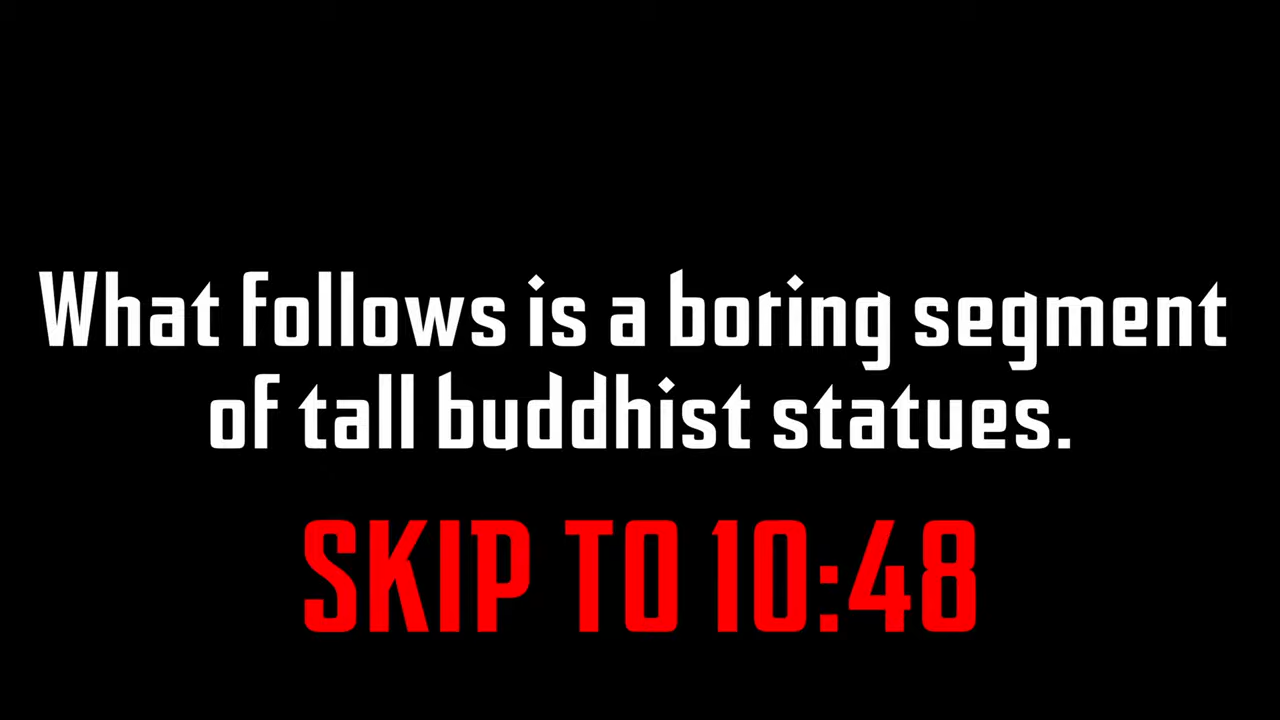 What follows is a boring segment
of tall buddhist statues.
SKIP TO 10:48